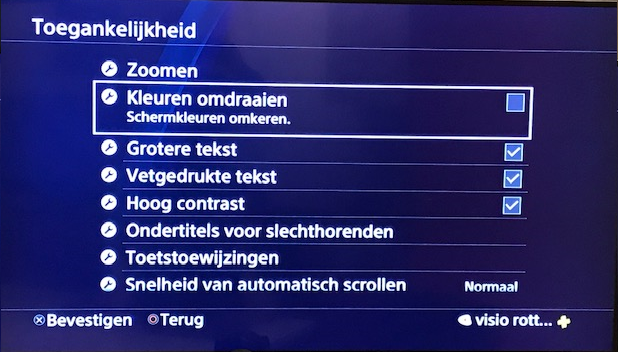 Toegankelijkheid
Zoomen
Kleuren omdraaien
Schermkleuren omkeren.
Grotere tekst
Vetgedrukte tekst
Hoog contrast
Ondertitels voor slechthorenden
Toetstoewijzingen
Snelheid van automatisch scrollen Normaal
Bevestigen Terug visio rott...